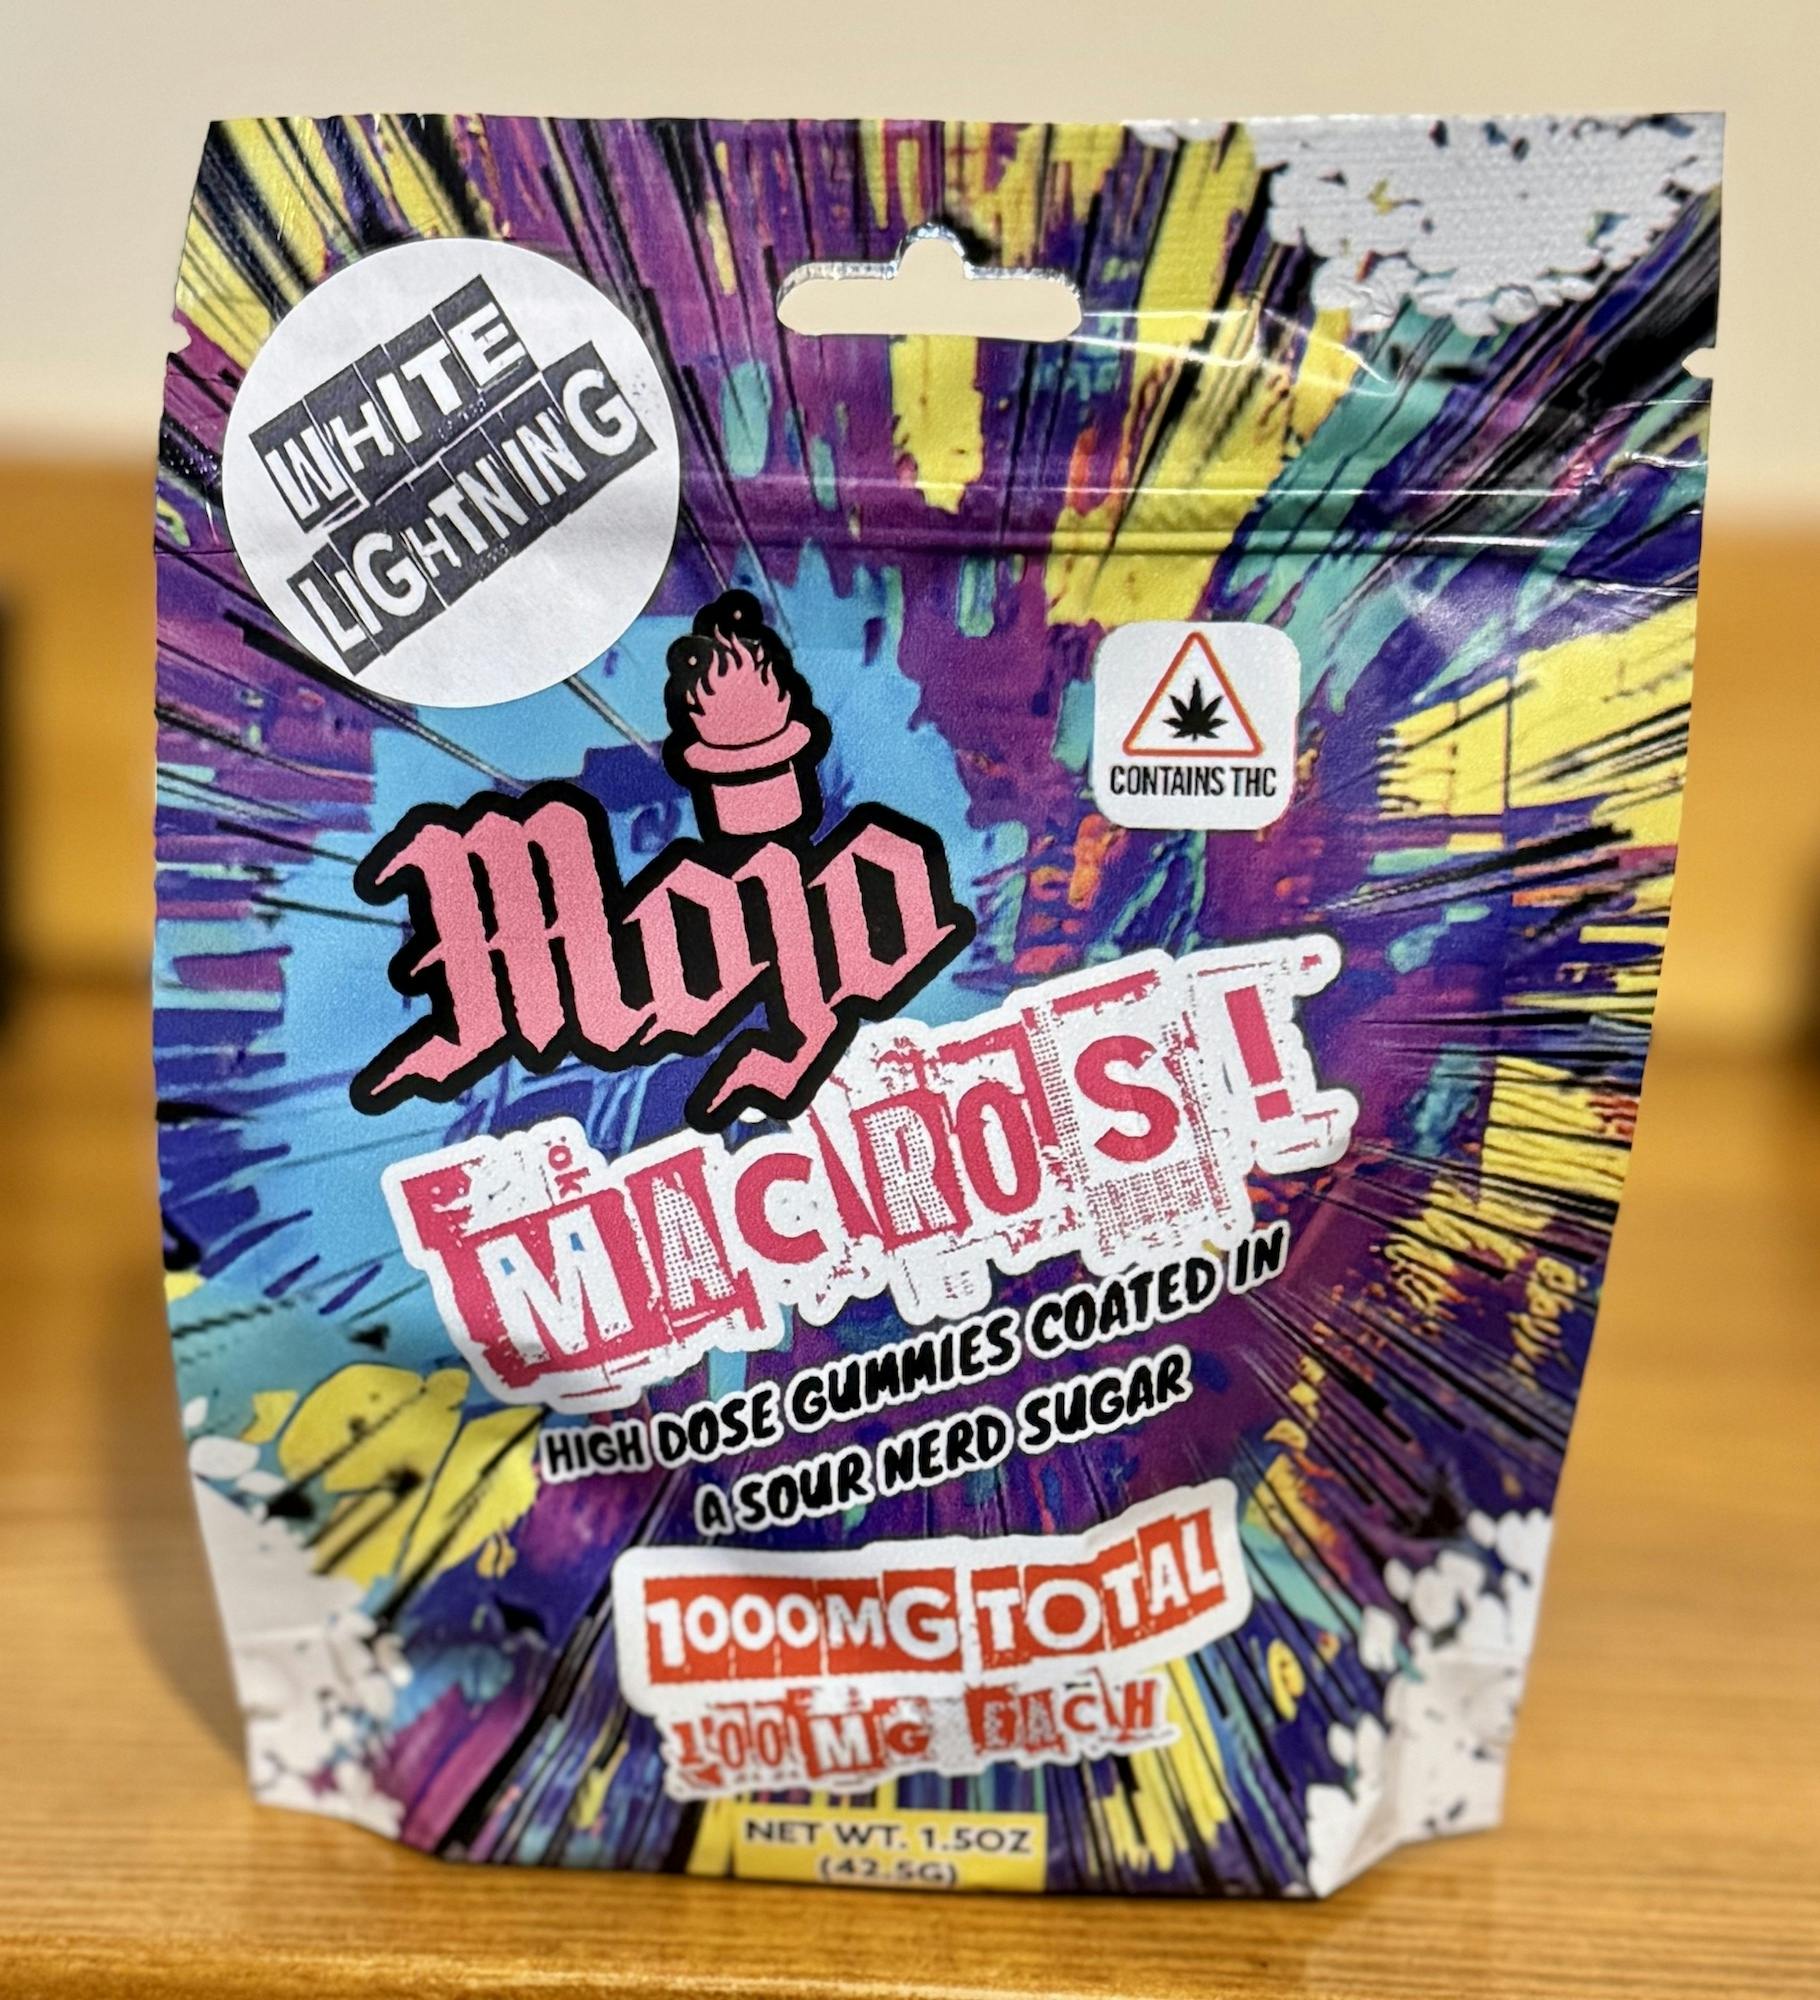 WHITE
LIGHTNING
CONTAINS THC
Mojo
OK
MACROS!
HIGH DOSE GUMMIES COATED IN
A SOUR NERD SUGAR
1000MG TOTAL
100MG EACH
NET WT. 1.5OZ
(42.5G)